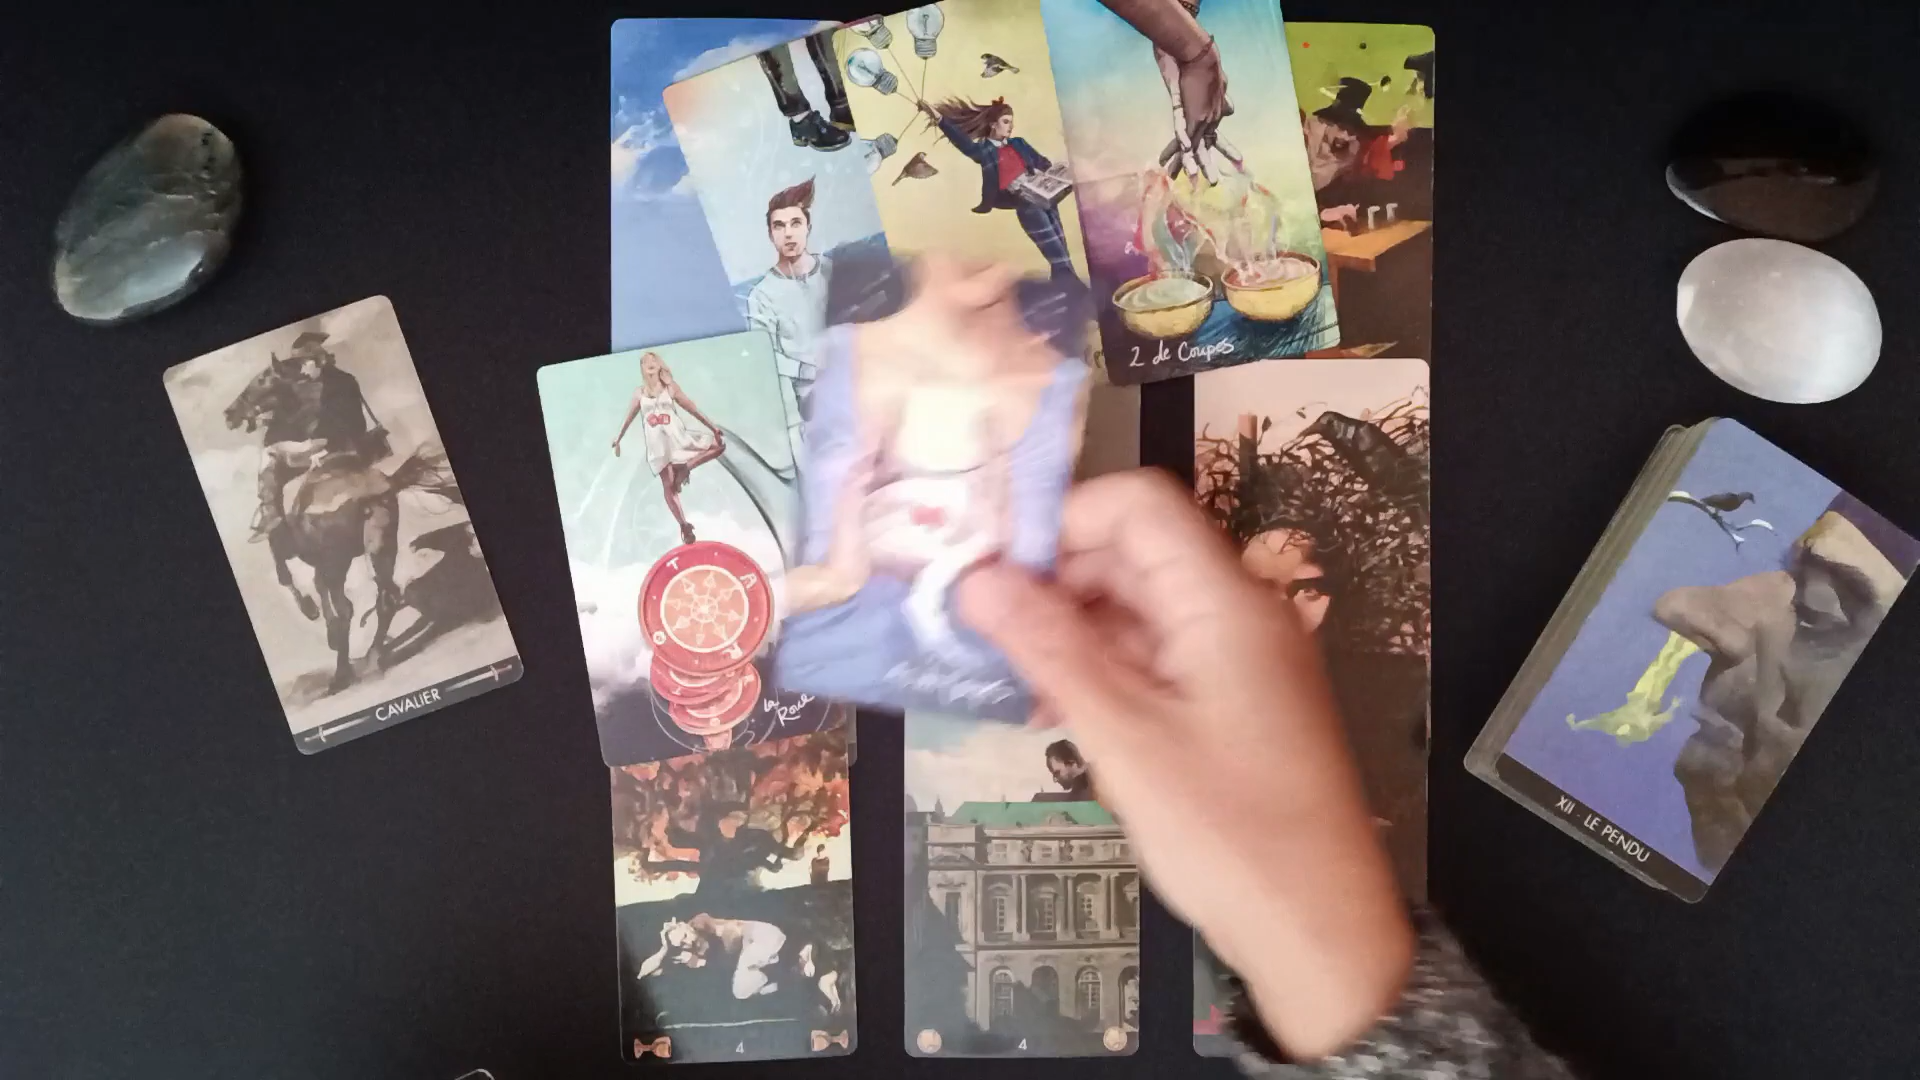 2 de Coupes
CAVALIER
T A R O
La
Roue
XII - LE PENDU
4
4